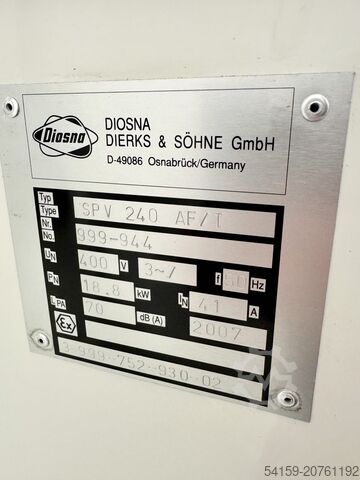 Diosna
DIOSNA
DIERKS & SÖHNE GmbH
D-49086 Osnabrück/Germany
Typ
Type SPV 240 AF/T
Nr.
No. 999-944
UN 400 V 3~/ f 50 Hz
PN 18.8 kW IN 41 A
LPA 70 dB (A) 2007
Ex
3-999-752-930-02
54159-20761192